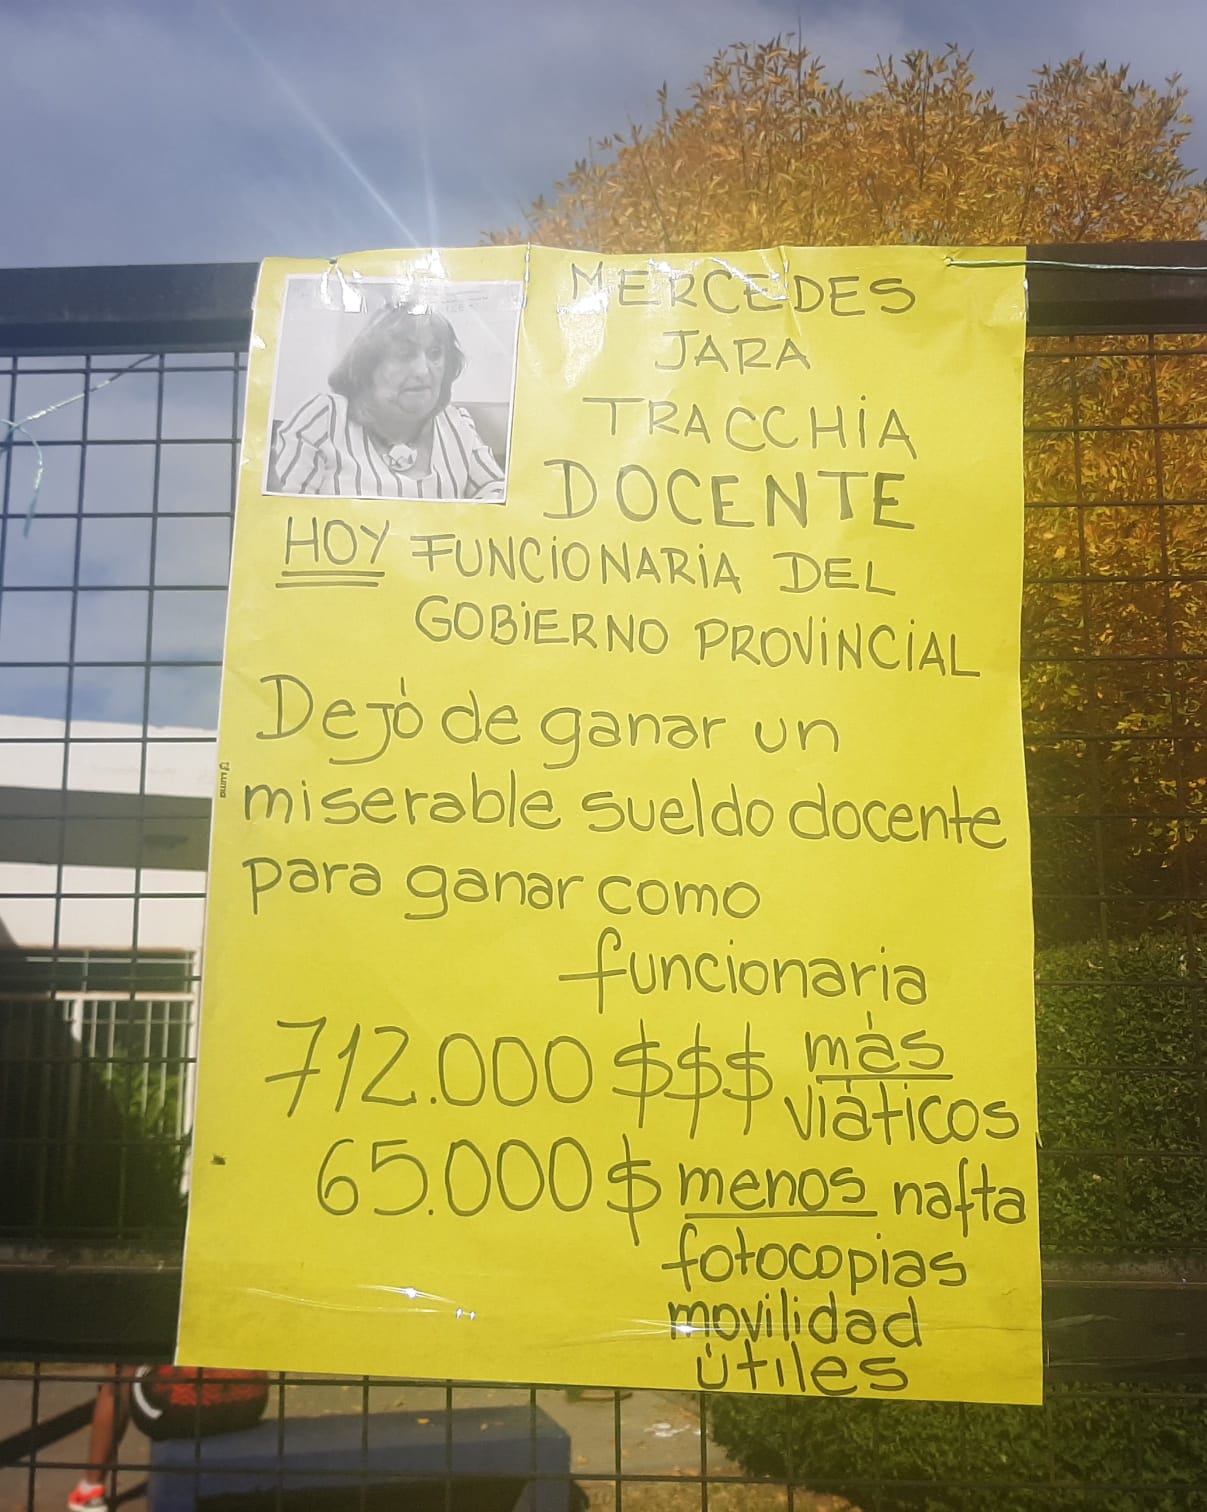 MERCEDES
JARA
TRACCHiA
DOCENTE
HOY FUNCiONARiA DEL
GOBiERNO PROViNCiAL
Dejó de ganar un
miserable sueldo docente
para ganar como
funcionaria
712.000 $$$ más
viáticos
65.000 $ menos nafta
fotocopias
movilidad
útiles